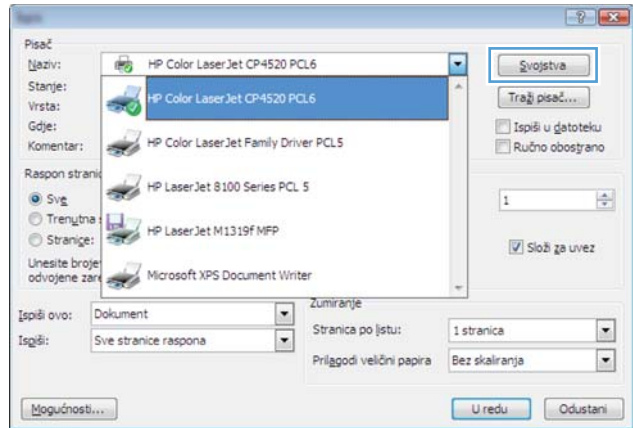 Ispis
Pisač
Naziv: HP Color LaserJet CP4520 PCL6 Svojstva
Stanje: HP Color LaserJet CP4520 PCL6 Traži pisač...
Vrsta:
Gdje: Ispiši u datoteku
Komentar: HP Color LaserJet Family Driver PCL5 Ručno obostrano
Raspon stranic
HP LaserJet 8100 Series PCL 5
Sve 1
Trenutna s
HP LaserJet M1319f MFP
Stranice: Složi za uvez
Unesite brojev
odvojene zare Microsoft XPS Document Writer
Zumiranje
Ispiši ovo: Dokument Stranica po listu: 1 stranica
Ispiši: Sve stranice raspona Prilagodi veličini papira Bez skaliranja
Mogućnosti... U redu Odustani